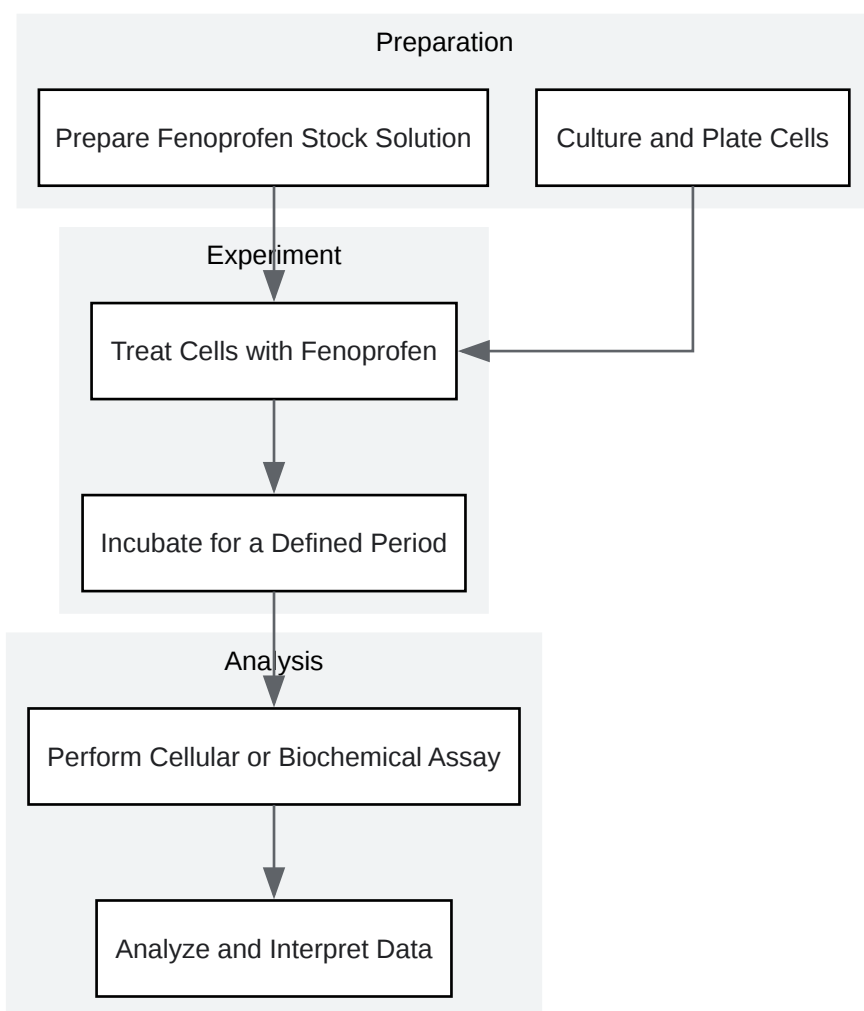 Preparation
Prepare Fenoprofen Stock Solution
Culture and Plate Cells
Experiment
Treat Cells with Fenoprofen
Incubate for a Defined Period
Analysis
Perform Cellular or Biochemical Assay
Analyze and Interpret Data